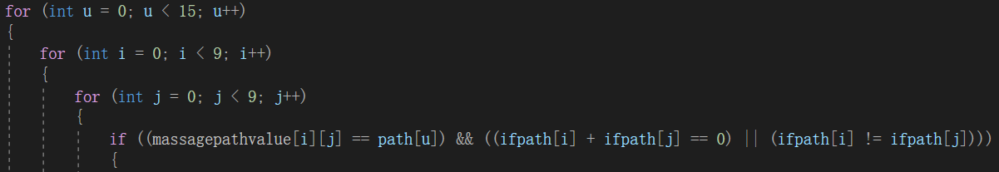 for (int u = 0; u < 15; u++)
{
for (int i = 0; i < 9; i++)
{
for (int j = 0; j < 9; j++)
{
if ((massagepathvalue[i][j] == path[u]) && ((ifpath[i] + ifpath[j] == 0) || (ifpath[i] != ifpath[j])))
{